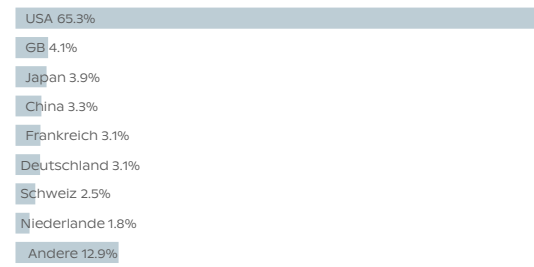 USA 65.3%
GB 4.1%
Japan 3.9%
China 3.3%
Frankreich 3.1%
Deutschland 3.1%
Schweiz 2.5%
Niederlande 1.8%
Andere 12.9%